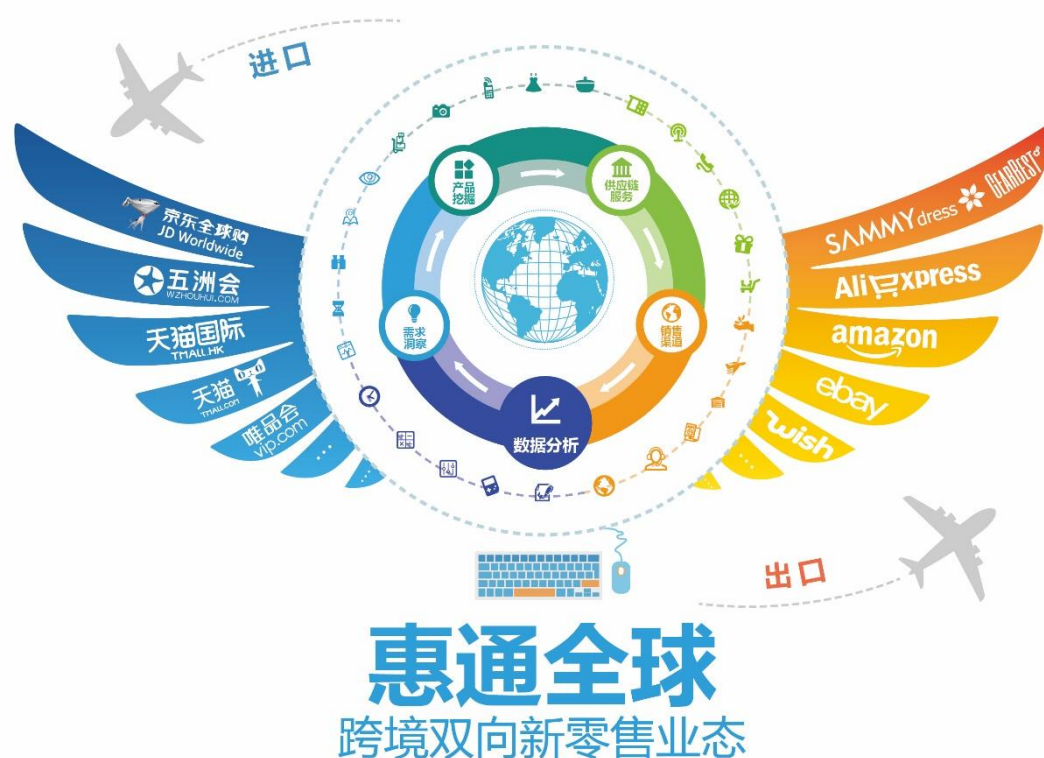 进口
京东全球购
JD Worldwide
五洲会
WZHOUHUI.COM
天猫国际
TMALL.HK
天猫
TMALL.COM
唯品会
vip.com
...
...
产品
挖掘
供应链
服务
需求
洞察
销售
渠道
数据分析
SAMMYdress
GEARBEST
AliExpress
amazon
ebay
wish
...
...
出口
惠通全球
跨境双向新零售业态